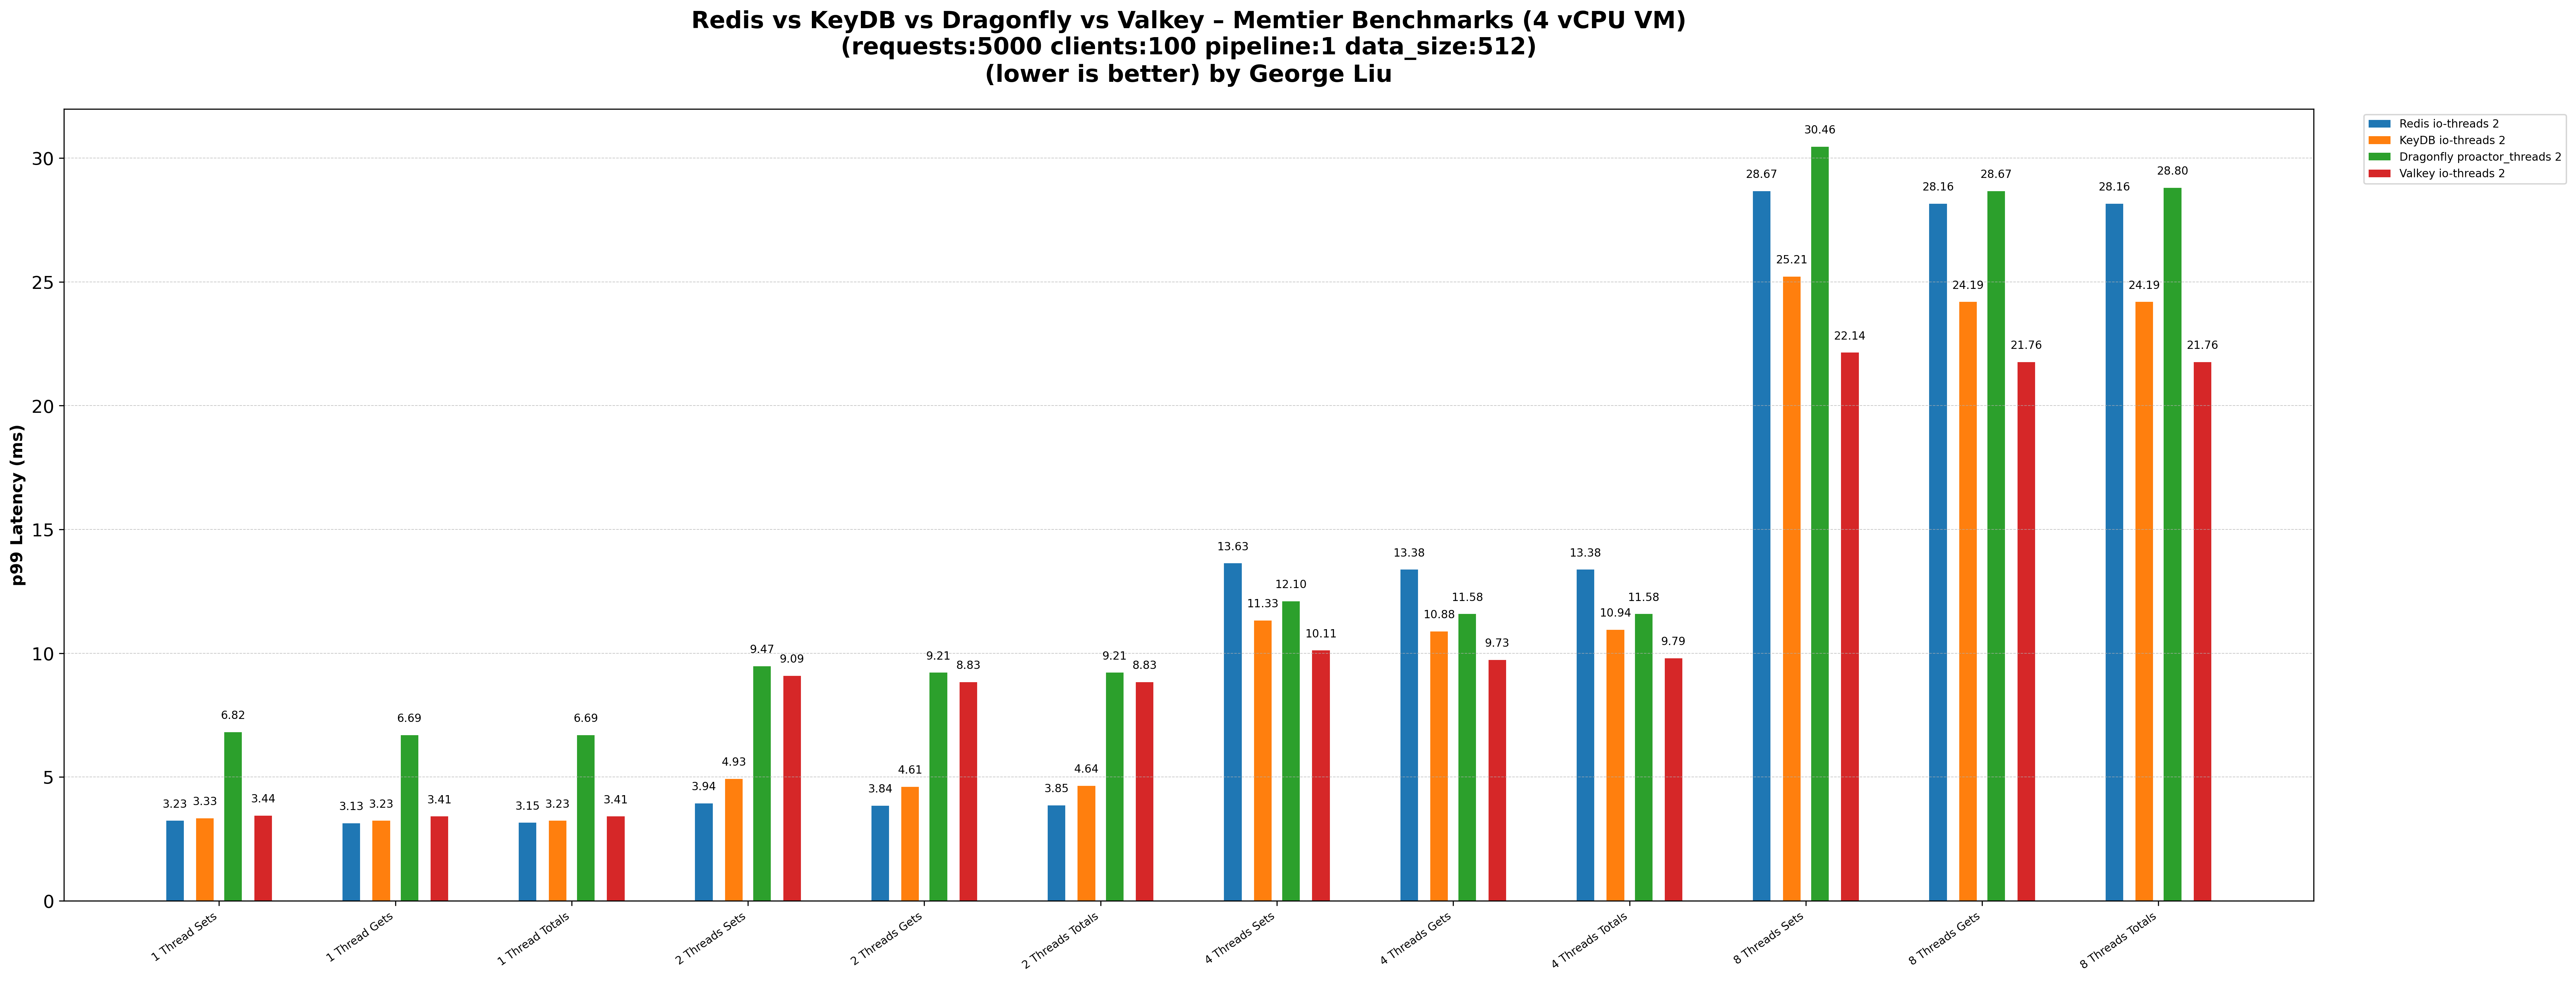 Redis vs KeyDB vs Dragonfly vs Valkey – Memtier Benchmarks (4 vCPU VM)
(requests:5000 clients:100 pipeline:1 data_size:512)
(lower is better) by George Liu
Redis io-threads 2
KeyDB io-threads 2
Dragonfly proactor_threads 2
Valkey io-threads 2
p99 Latency (ms)
30
25
20
15
10
5
0
3.23 3.33 6.82 3.44
3.13 3.23 6.69 3.41
3.15 3.23 6.69 3.41
3.94 4.93 9.47 9.09
3.84 4.61 9.21 8.83
3.85 4.64 9.21 8.83
13.63 11.33 12.10 10.11
13.38 10.88 11.58 9.73
13.38 10.94 11.58 9.79
28.67 25.21 30.46 22.14
28.16 24.19 28.67 21.76
28.16 24.19 28.80 21.76
1 Thread Sets
1 Thread Gets
1 Thread Totals
2 Threads Sets
2 Threads Gets
2 Threads Totals
4 Threads Sets
4 Threads Gets
4 Threads Totals
8 Threads Sets
8 Threads Gets
8 Threads Totals